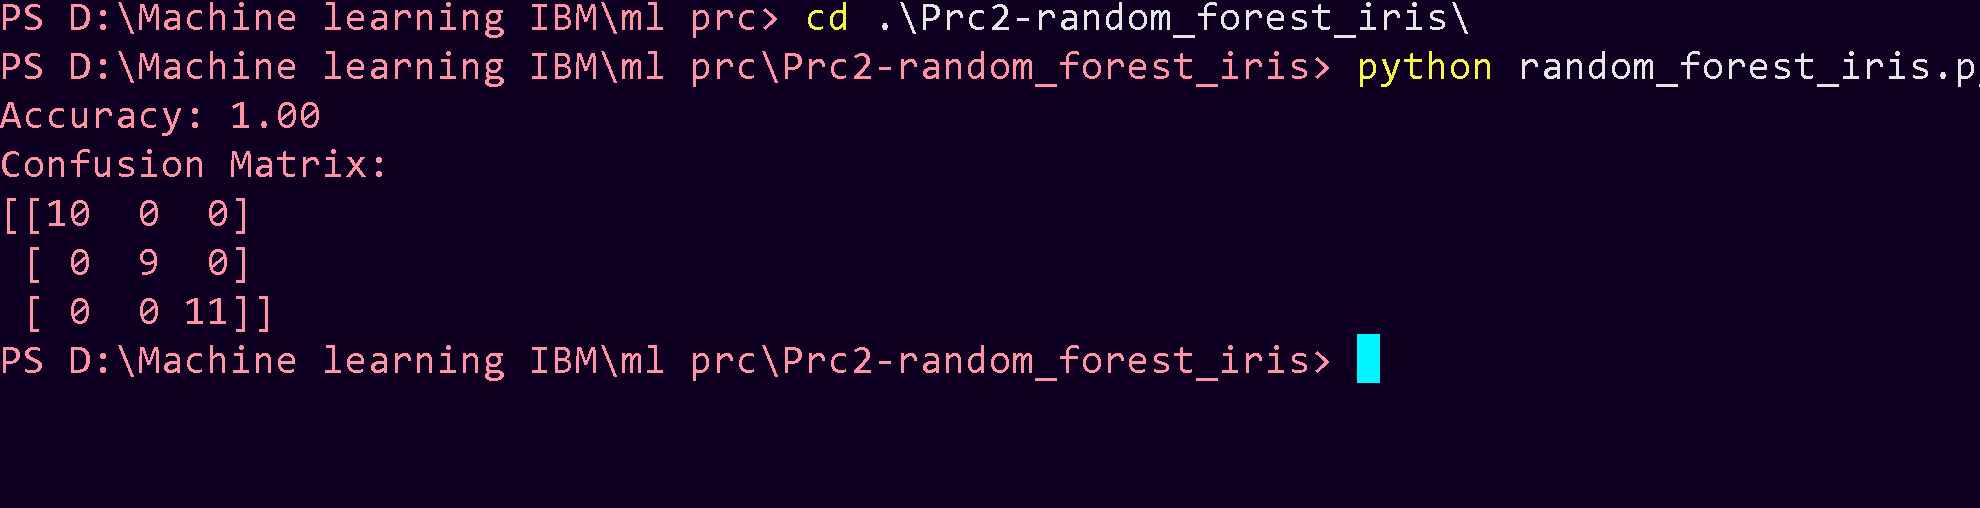 PS D:\Machine learning IBM\ml prc> cd .\Prc2-random_forest_iris\
PS D:\Machine learning IBM\ml prc\Prc2-random_forest_iris> python random_forest_iris.p
Accuracy: 1.00
Confusion Matrix:
[[10  0  0]
 [ 0  9  0]
 [ 0  0 11]]
PS D:\Machine learning IBM\ml prc\Prc2-random_forest_iris>